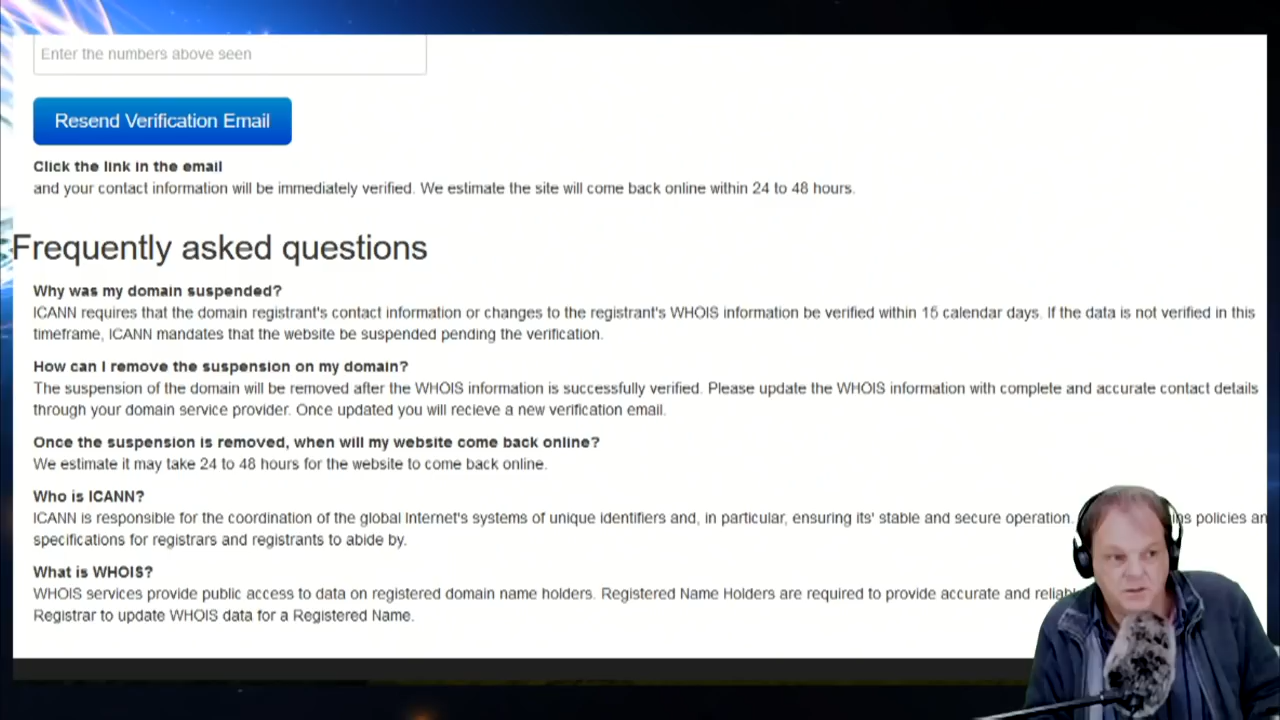 Enter the numbers above seen
Resend Verification Email
Click the link in the email
and your contact information will be immediately verified. We estimate the site will come back online within 24 to 48 hours.
Frequently asked questions
Why was my domain suspended?
ICANN requires that the domain registrant's contact information or changes to the registrant's WHOIS information be verified within 15 calendar days. If the data is not verified in this
timeframe, ICANN mandates that the website be suspended pending the verification.
How can I remove the suspension on my domain?
The suspension of the domain will be removed after the WHOIS information is successfully verified. Please update the WHOIS information with complete and accurate contact details
through your domain service provider. Once updated you will recieve a new verification email.
Once the suspension is removed, when will my website come back online?
We estimate it may take 24 to 48 hours for the website to come back online.
Who is ICANN?
ICANN is responsible for the coordination of the global Internet's systems of unique identifiers and, in particular, ensuring its' stable and secure operation. policies
specifications for registrars and registrants to abide by.
What is WHOIS?
WHOIS services provide public access to data on registered domain name holders. Registered Name Holders are required to provide accurate and
Registrar to update WHOIS data for a Registered Name.